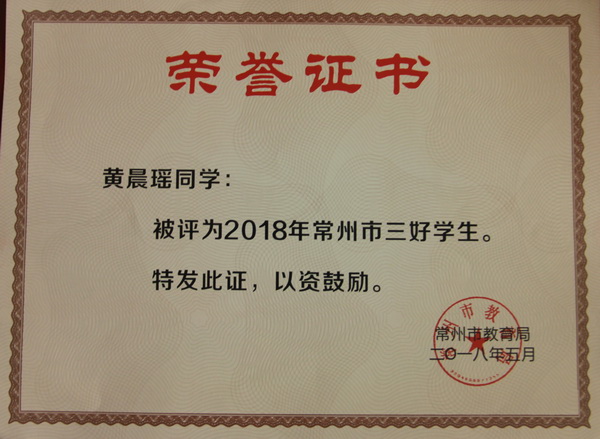 荣誉证书
黄晨瑶同学：
被评为2018年常州市三好学生。
特发此证，以资鼓励。
常州市教育局
二〇一八年五月